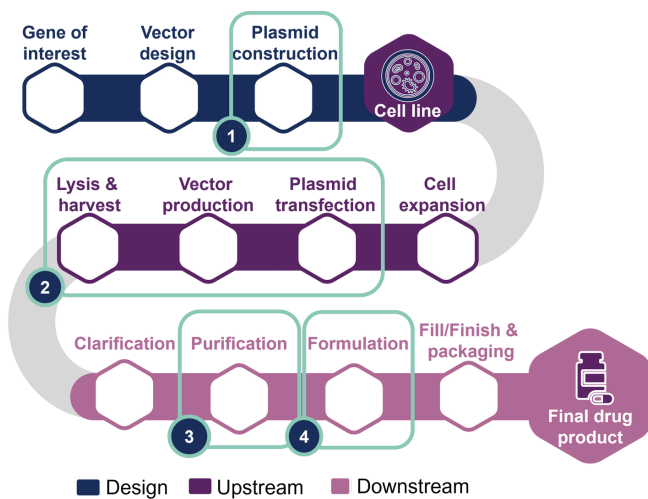 Gene of interest
Vector design
Plasmid construction
Cell line
1
Lysis & harvest
Vector production
Plasmid transfection
Cell expansion
2
Clarification
Purification
Formulation
Fill/Finish & packaging
3
4
Final drug product
Design
Upstream
Downstream